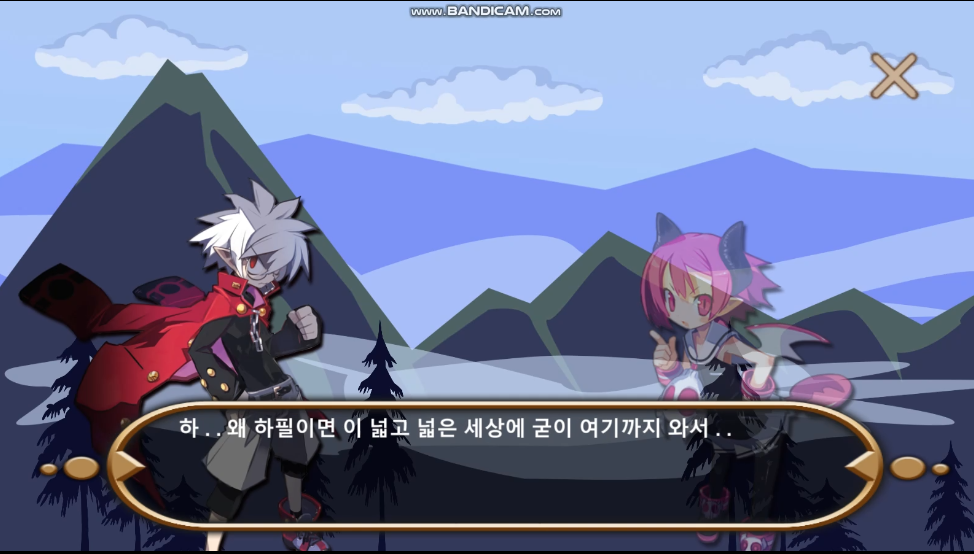 www.BANDICAM.com
하 . . 왜 하필이면 이 넓고 넓은 세상에 굳이 여기까지 와서 . .